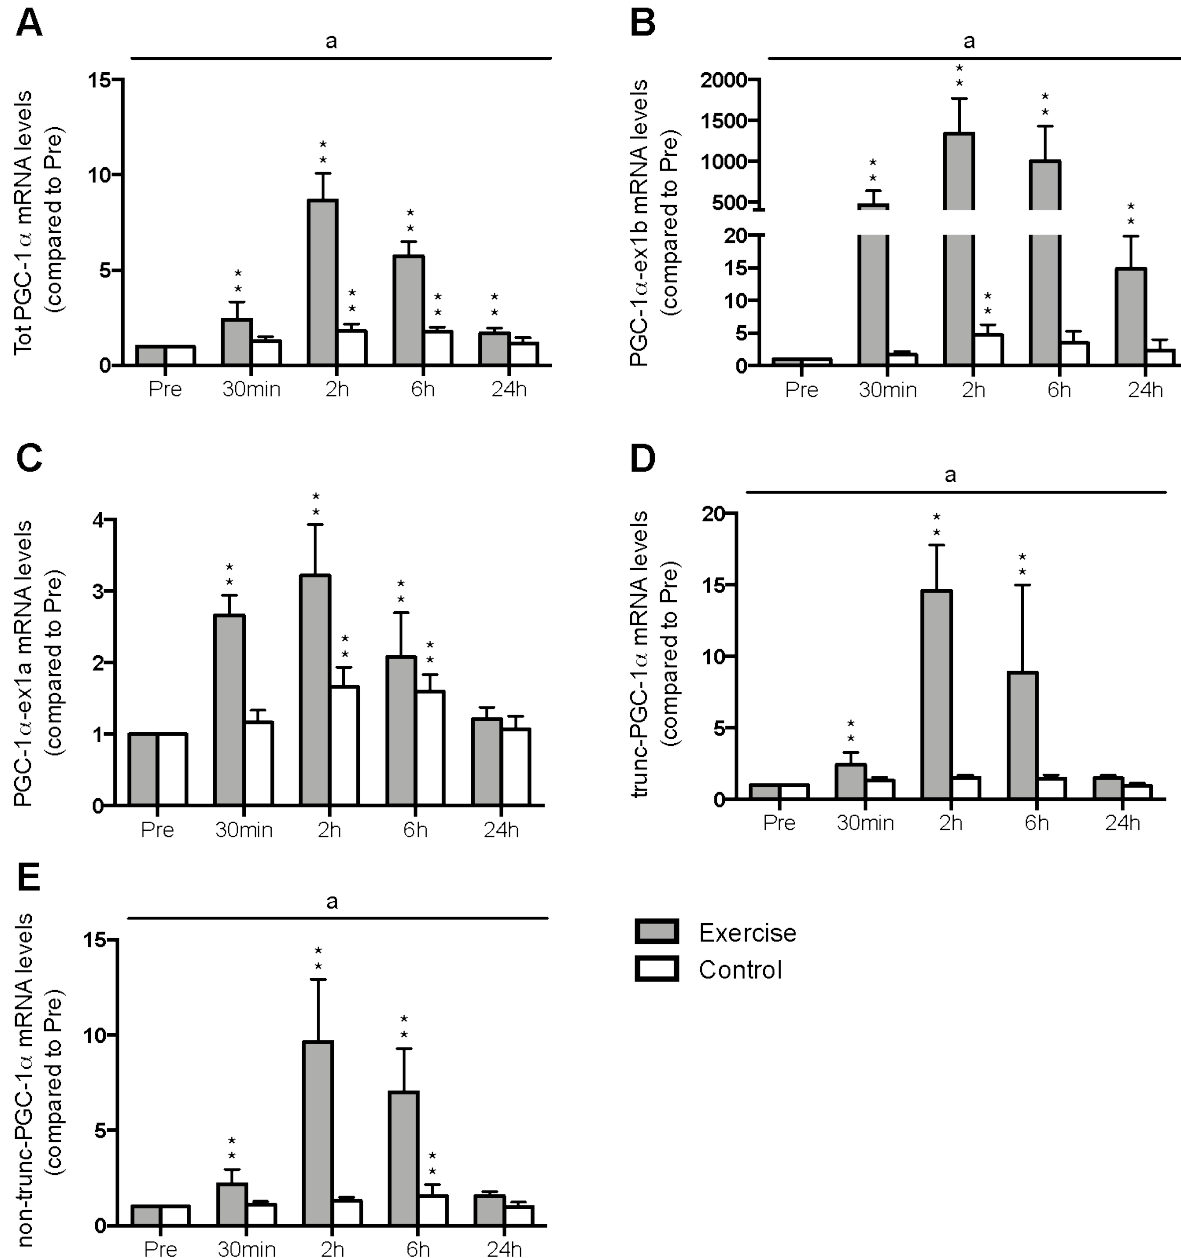 A
a
Tot PGC-1α mRNA levels
(compared to Pre)
15
10
5
0
* *
* *
* *
* *
* *
* *
Pre 30min 2h 6h 24h
B
a
PGC-1α-ex1b mRNA levels
(compared to Pre)
2000
1500
1000
500
20
15
10
5
0
* *
* *
* *
* *
* *
Pre 30min 2h 6h 24h
C
PGC-1α-ex1a mRNA levels
(compared to Pre)
4
3
2
1
0
* *
* *
* *
* *
* *
Pre 30min 2h 6h 24h
D
a
trunc-PGC-1α mRNA levels
(compared to Pre)
20
15
10
5
0
* *
* *
* *
Pre 30min 2h 6h 24h
E
a
non-trunc-PGC-1α mRNA levels
(compared to Pre)
15
10
5
0
* *
* *
* *
* *
Pre 30min 2h 6h 24h
Exercise
Control